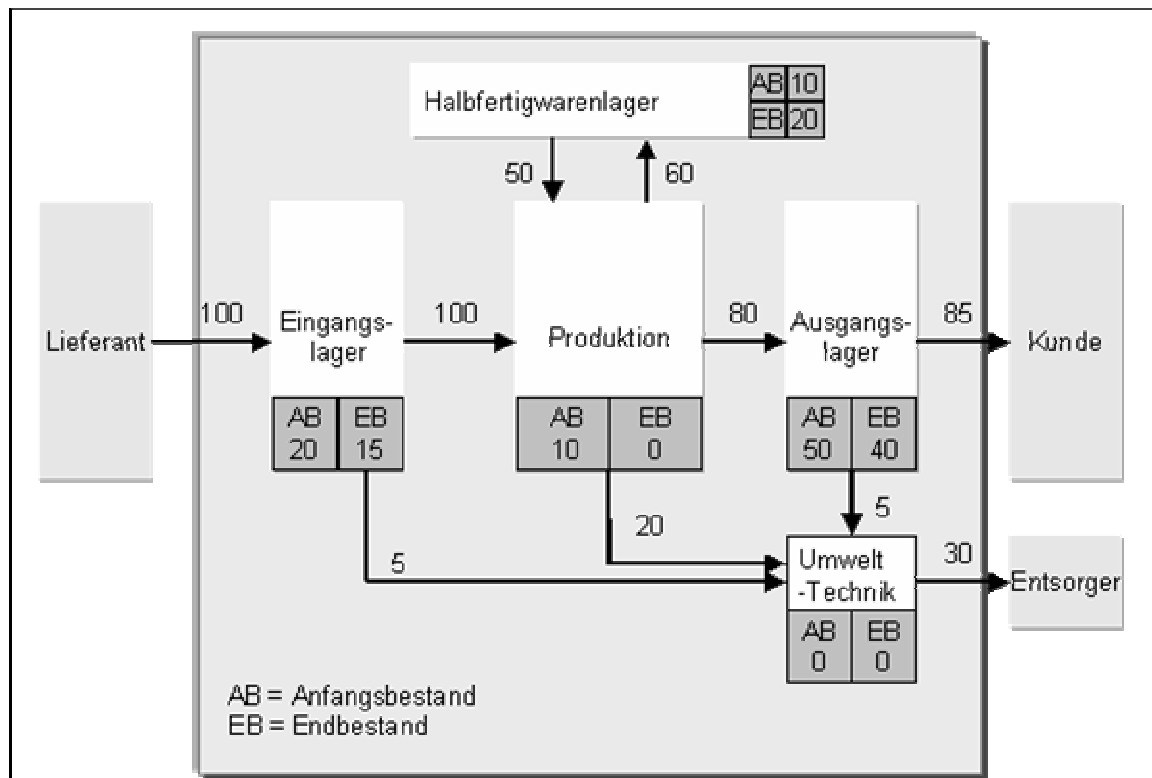 Halbfertigwarenlager
AB 10
EB 20
50
60
Lieferant
100
Eingangs-
lager
AB EB
20 15
100
Produktion
AB EB
10 0
80
Ausgangs-
lager
AB EB
50 40
85
Kunde
5
20
5
Umwelt
-Technik
AB EB
0 0
30
Entsorger
AB = Anfangsbestand
EB = Endbestand